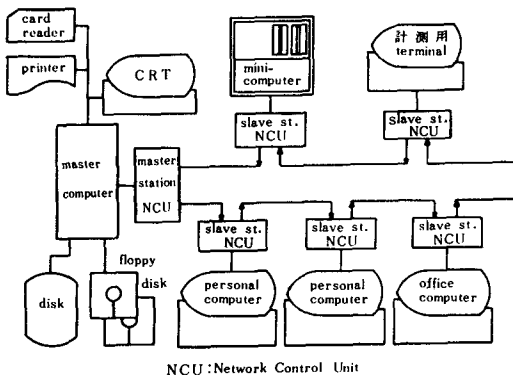 card
reader
printer
CRT
mini-
computer
計測用
terminal
slave st.
NCU
slave st.
NCU
master
computer
master
station
NCU
slave st.
NCU
slave st.
NCU
slave st.
NCU
floppy
disk
disk
personal
computer
personal
computer
office
computer
NCU:Network Control Unit